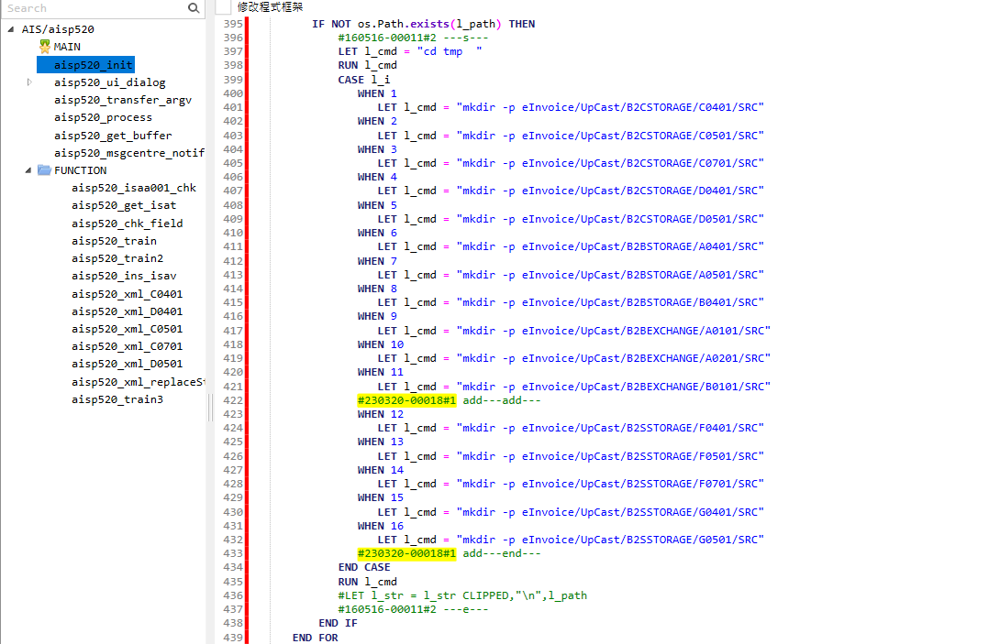 Search
AIS/aisp520
MAIN
aisp520_init
aisp520_ui_dialog
aisp520_transfer_argv
aisp520_process
aisp520_get_buffer
aisp520_msgcentre_notif
FUNCTION
aisp520_isaa001_chk
aisp520_get_isat
aisp520_chk_field
aisp520_train
aisp520_train2
aisp520_ins_isav
aisp520_xml_C0401
aisp520_xml_D0401
aisp520_xml_C0501
aisp520_xml_C0701
aisp520_xml_D0501
aisp520_xml_replaceSt
aisp520_train3
修改程式框架
395 IF NOT os.Path.exists(l_path) THEN
396 #160516-00011#2 ---s---
397 LET l_cmd = "cd tmp  "
398 RUN l_cmd
399 CASE l_i
400 WHEN 1
401 LET l_cmd = "mkdir -p eInvoice/UpCast/B2CSTORAGE/C0401/SRC"
402 WHEN 2
403 LET l_cmd = "mkdir -p eInvoice/UpCast/B2CSTORAGE/C0501/SRC"
404 WHEN 3
405 LET l_cmd = "mkdir -p eInvoice/UpCast/B2CSTORAGE/C0701/SRC"
406 WHEN 4
407 LET l_cmd = "mkdir -p eInvoice/UpCast/B2CSTORAGE/D0401/SRC"
408 WHEN 5
409 LET l_cmd = "mkdir -p eInvoice/UpCast/B2CSTORAGE/D0501/SRC"
410 WHEN 6
411 LET l_cmd = "mkdir -p eInvoice/UpCast/B2BSTORAGE/A0401/SRC"
412 WHEN 7
413 LET l_cmd = "mkdir -p eInvoice/UpCast/B2BSTORAGE/A0501/SRC"
414 WHEN 8
415 LET l_cmd = "mkdir -p eInvoice/UpCast/B2BSTORAGE/B0401/SRC"
416 WHEN 9
417 LET l_cmd = "mkdir -p eInvoice/UpCast/B2BEXCHANGE/A0101/SRC"
418 WHEN 10
419 LET l_cmd = "mkdir -p eInvoice/UpCast/B2BEXCHANGE/A0201/SRC"
420 WHEN 11
421 LET l_cmd = "mkdir -p eInvoice/UpCast/B2BEXCHANGE/B0101/SRC"
422 #230320-00018#1 add---add---
423 WHEN 12
424 LET l_cmd = "mkdir -p eInvoice/UpCast/B2SSTORAGE/F0401/SRC"
425 WHEN 13
426 LET l_cmd = "mkdir -p eInvoice/UpCast/B2SSTORAGE/F0501/SRC"
427 WHEN 14
428 LET l_cmd = "mkdir -p eInvoice/UpCast/B2SSTORAGE/F0701/SRC"
429 WHEN 15
430 LET l_cmd = "mkdir -p eInvoice/UpCast/B2SSTORAGE/G0401/SRC"
431 WHEN 16
432 LET l_cmd = "mkdir -p eInvoice/UpCast/B2SSTORAGE/G0501/SRC"
433 #230320-00018#1 add---end---
434 END CASE
435 RUN l_cmd
436 #LET l_str = l_str CLIPPED,"\n",l_path
437 #160516-00011#2 ---e---
438 END IF
439 END FOR